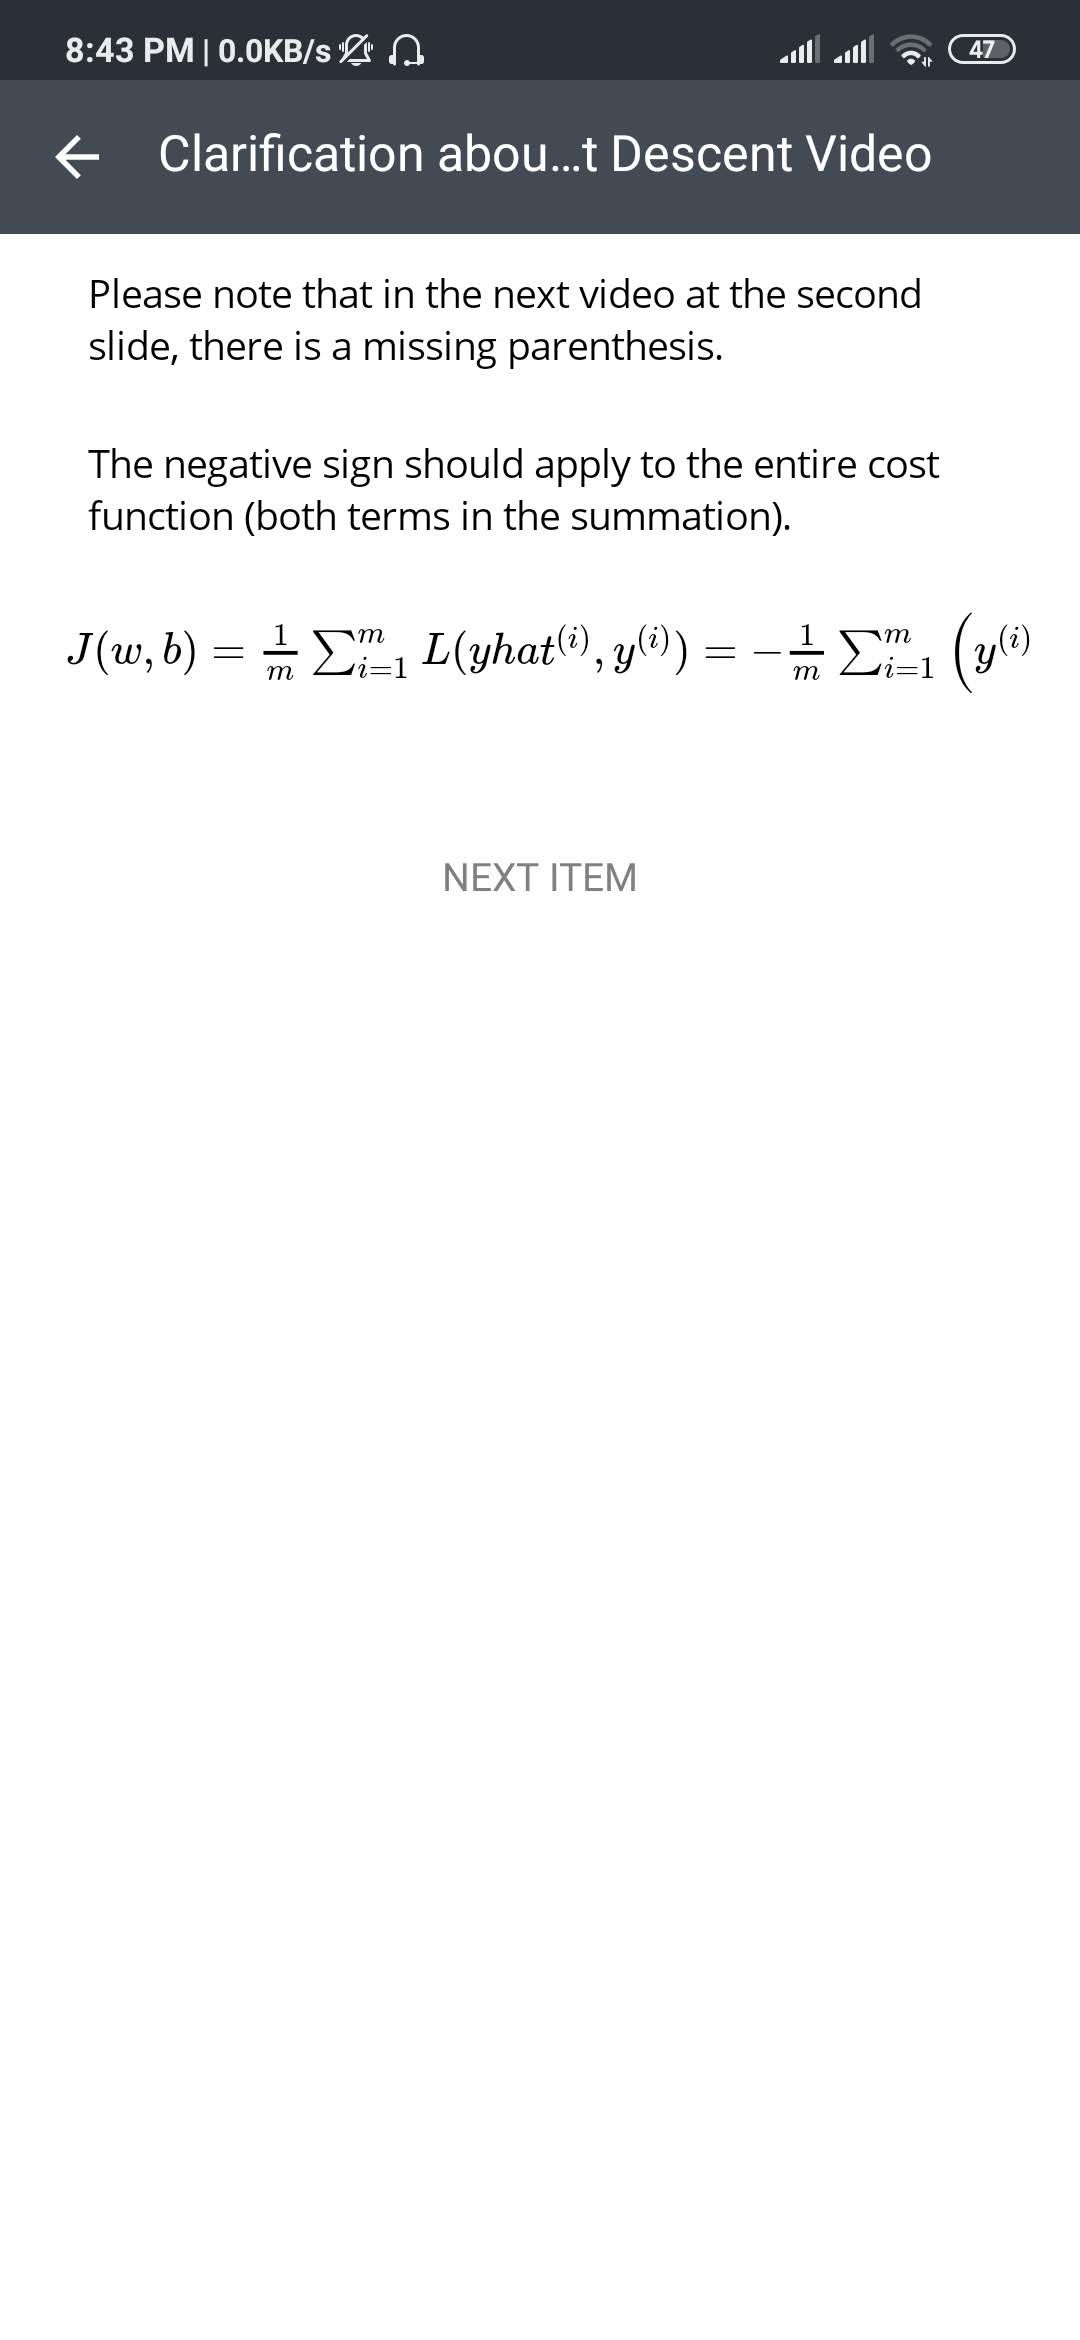 8:43 PM | 0.0KB/s 47
Clarification abou...t Descent Video
Please note that in the next video at the second
slide, there is a missing parenthesis.
The negative sign should apply to the entire cost
function (both terms in the summation).
J(w, b) = \frac{1}{m} \sum_{i=1}^{m} L(yhat^{(i)}, y^{(i)}) = -\frac{1}{m} \sum_{i=1}^{m} (y^{(i)}
NEXT ITEM